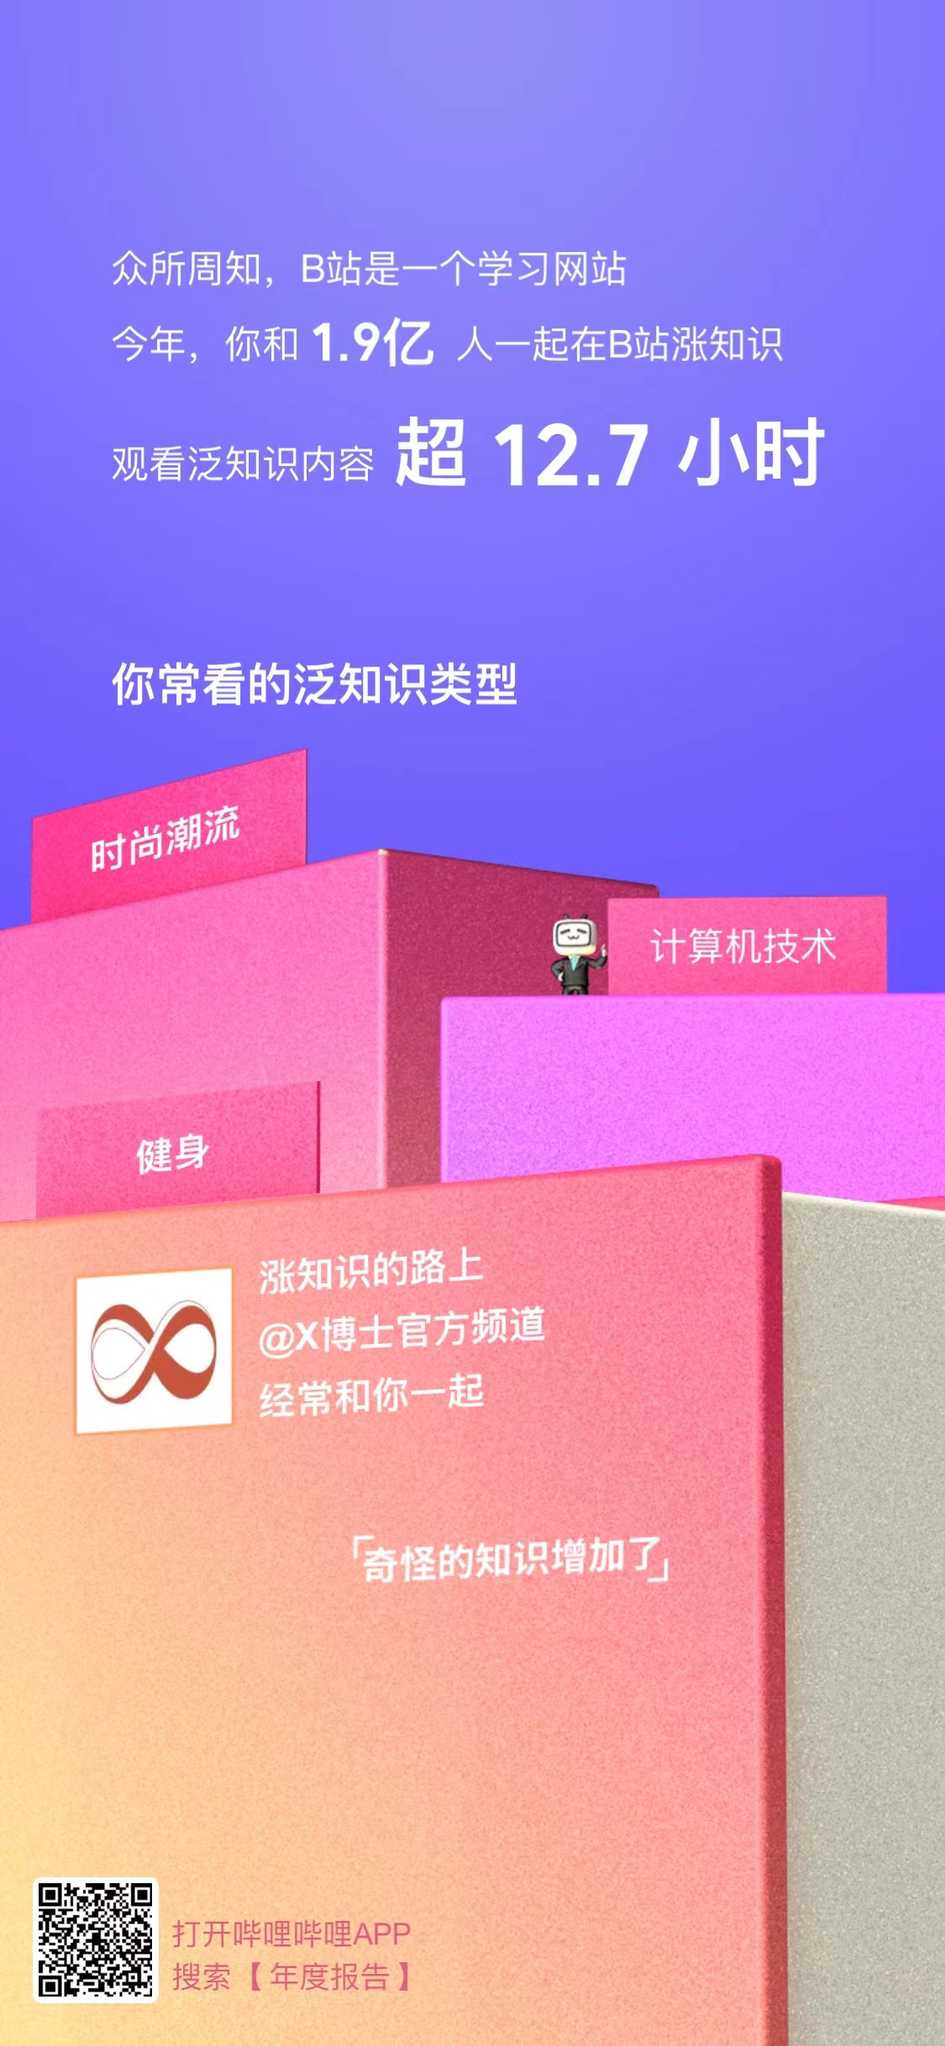 众所周知，B站是一个学习网站
今年，你和 1.9亿 人一起在B站涨知识
观看泛知识内容 超 12.7 小时
你常看的泛知识类型
时尚潮流
计算机技术
健身
涨知识的路上
@X博士官方频道
经常和你一起
「奇怪的知识增加了」
打开哔哩哔哩APP
搜索【年度报告】